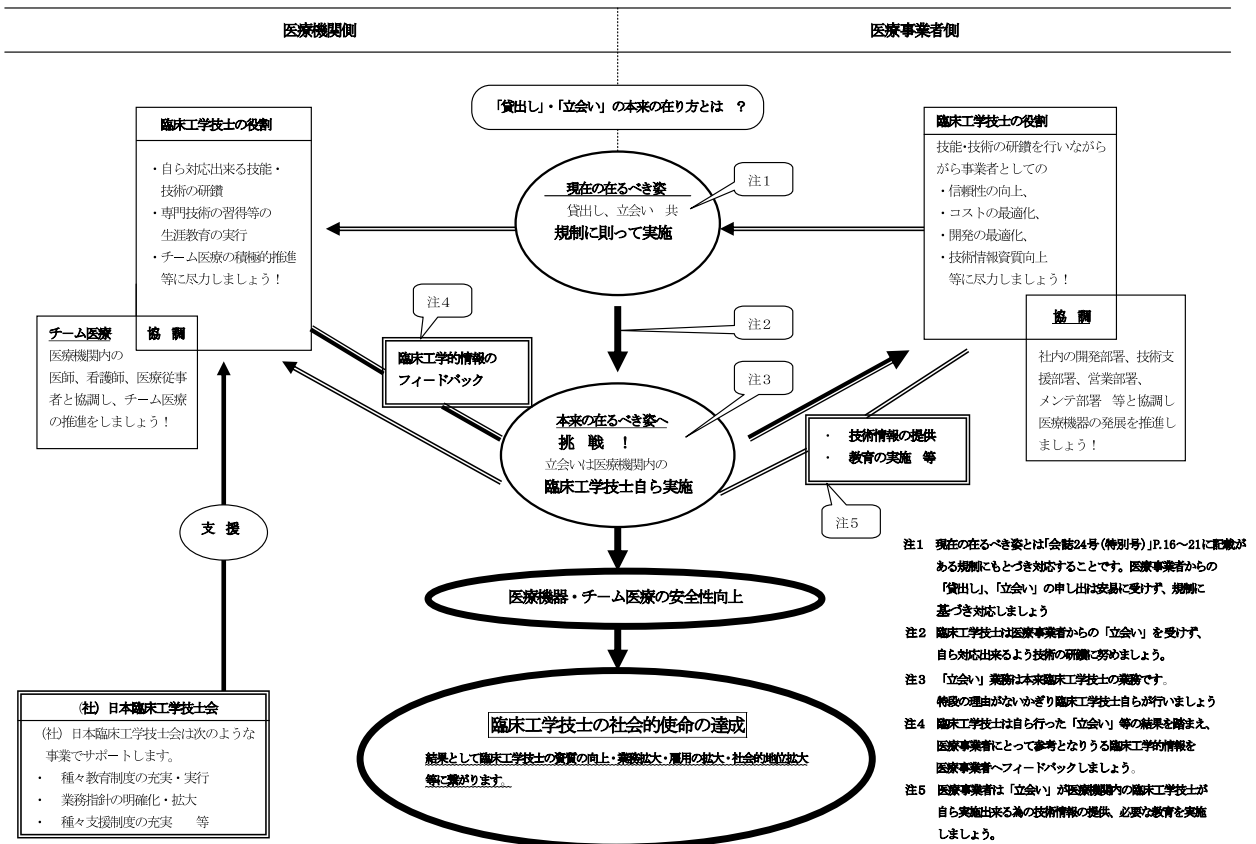 医療機関側
医療事業者側
「貸出し」・「立会い」の本来の在り方とは　？
臨床工学技士の役割
・自ら対応出来る技能・
技術の研鑽
・専門技術の習得等の
生涯教育の実行
・チーム医療の積極的推進
等に尽力しましょう！
協　調
チーム医療
医療機関内の
医師、看護師、医療従事
者と協調し、チーム医療
の推進をしましょう！
現在の在るべき姿
貸出し、立会い　共
規制に則って実施
注１
注２
注３
注４
臨床工学的情報の
フィードバック
本来の在るべき姿へ
挑　戦　！
立会いは医療機関内の
臨床工学技士自ら実施
臨床工学技士の役割
技能・技術の研鑽を行いながら
がら事業者としての
・信頼性の向上、
・コストの最適化、
・開発の最適化、
・技術情報資質向上
等に尽力しましょう！
協　調
社内の開発部署、技術支
援部署、営業部署、
メンテ部署　等と協調し
医療機器の発展を推進し
ましょう！
・　技術情報の提供
・　教育の実施　等
注５
支　援
医療機器・チーム医療の安全性向上
臨床工学技士の社会的使命の達成
結果として臨床工学技士の資質の向上・業務拡大・雇用の拡大・社会的地位拡大
等に繋がります。
（社）日本臨床工学技士会
（社）日本臨床工学技士会は次のような
事業でサポートします。
・　種々教育制度の充実・実行
・　業務指針の明確化・拡大
・　種々支援制度の充実　　等
注１　現在の在るべき姿とは「会誌24号（特別号）」P.16～21に記載が
ある規制にもとづき対応することです。医療事業者からの
「貸出し」、「立会い」の申し出は安易に受けず、規制に
基づき対応しましょう
注２　臨床工学技士は医療事業者からの「立会い」を受けず、
自ら対応出来るよう技術の研鑽に努めましょう。
注３　「立会い」業務は本来臨床工学技士の業務です。
特段の理由がないかぎり臨床工学技士自らが行いましょう
注４　臨床工学技士は自ら行った「立会い」等の結果を踏まえ、
医療事業者にとって参考となりうる臨床工学的情報を
医療事業者へフィードバックしましょう。
注５　医療事業者は「立会い」が医療機関内の臨床工学技士が
自ら実施出来る為の技術情報の提供、必要な教育を実施
しましょう。